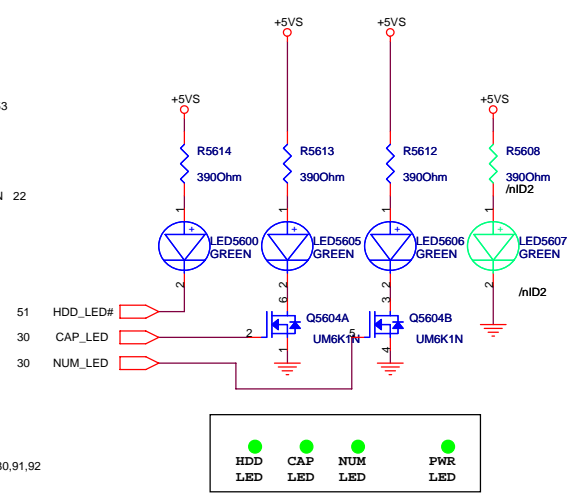 +5VS +5VS
+5VS +5VS
53
R5614 R5613 R5612 R5608
390Ohm 390Ohm 390Ohm 390Ohm
/nID2
N 22
1 1 1 1
+ + + +
LED5600 LED5605 LED5606 LED5607
GREEN GREEN GREEN GREEN
2 2 2 2
/nID2
6 3
51 HDD_LED# Q5604A Q5604B
30 CAP_LED 2 UM6K1N 5 UM6K1N
1 4
30 NUM_LED
HDD CAP NUM PWR
LED LED LED LED
30,91,92